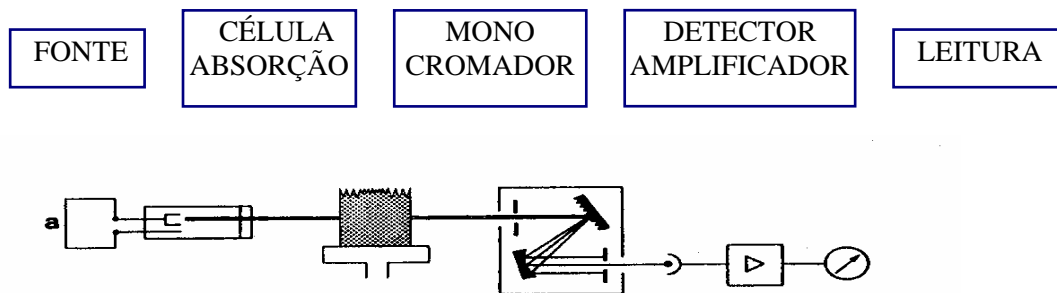 FONTE
CÉLULA
ABSORÇÃO
MONO
CROMADOR
DETECTOR
AMPLIFICADOR
LEITURA
a